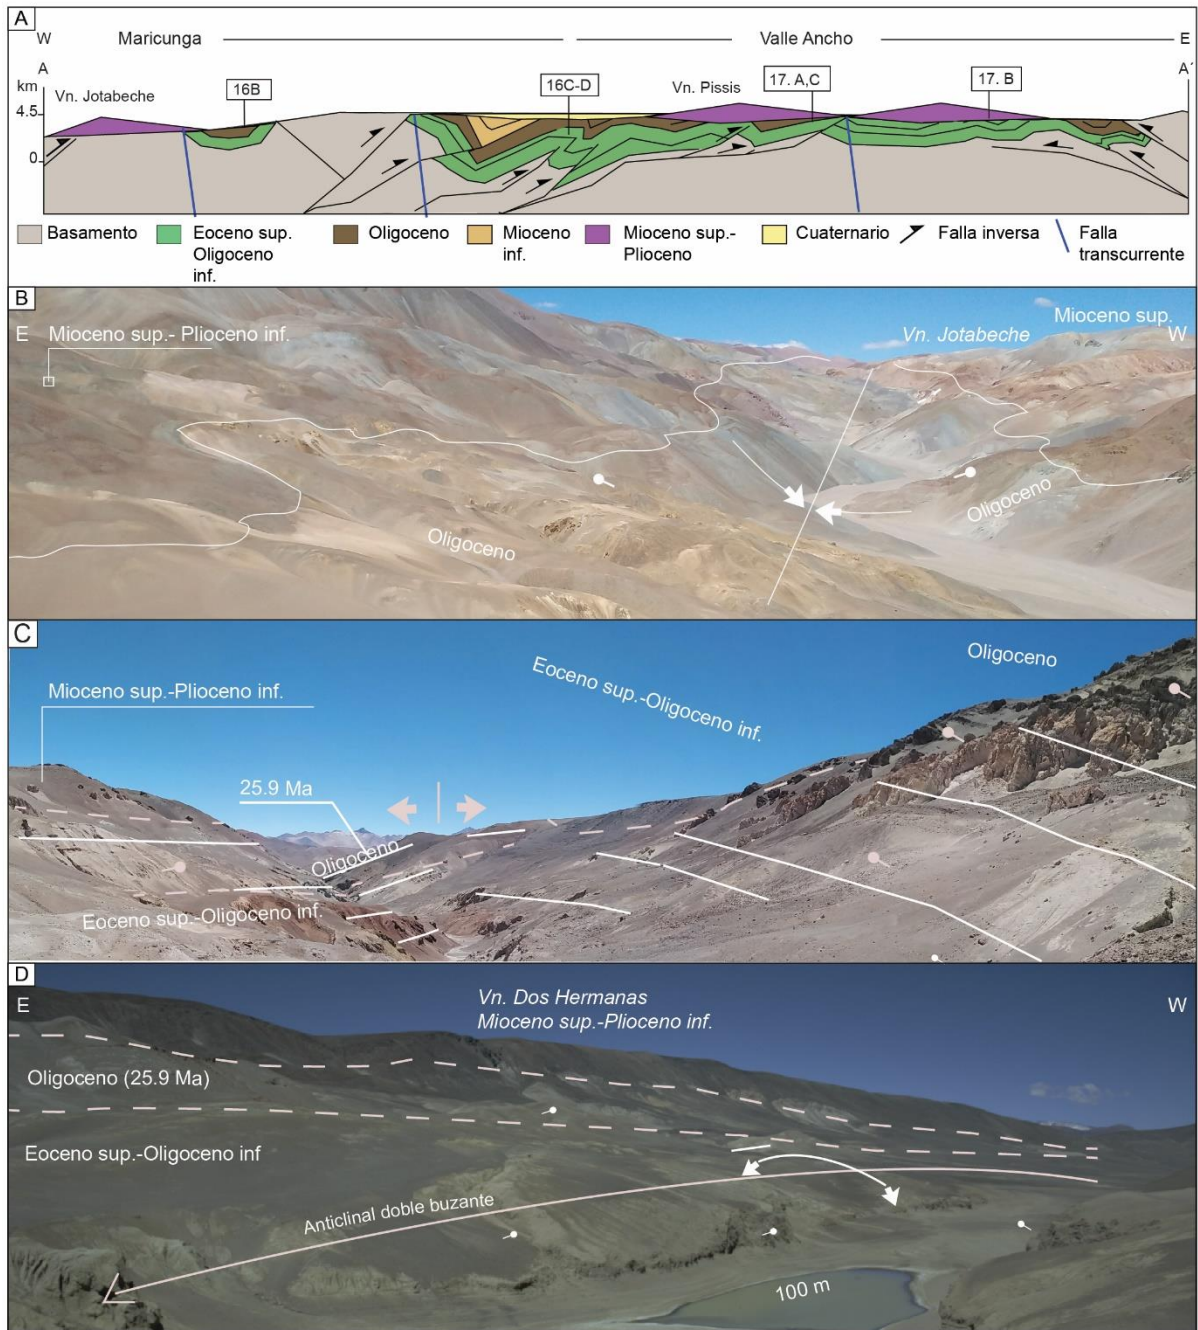 A
W Maricunga Valle Ancho E
A A´
km
Vn. Jotabeche 16B 16C-D Vn. Pissis 17. A,C 17. B
4.5
0
Basamento Eoceno sup. Oligoceno Mioceno Mioceno sup.- Cuaternario Falla inversa Falla
Oligoceno inf. Plioceno transcurrente
inf.
B
E Mioceno sup.- Plioceno inf. Vn. Jotabeche Mioceno sup. W
Oligoceno
Oligoceno
C
Oligoceno
Eoceno sup.-Oligoceno inf.
Mioceno sup.-Plioceno inf.
25.9 Ma
Oligoceno
Eoceno sup.-Oligoceno inf.
D
E Vn. Dos Hermanas W
Mioceno sup.-Plioceno inf.
Oligoceno (25.9 Ma)
Eoceno sup.-Oligoceno inf
Anticlinal doble buzante
100 m